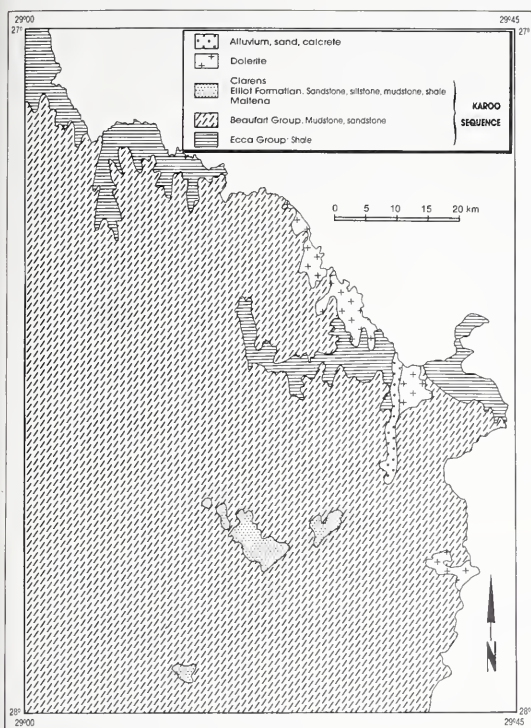 29°00 29°45
27° 27°
Alluvium, sand, calcrete
Dolerite
Clarens
Elliot Formation. Sandstone, siltstone, mudstone, shale
Molteno
KAROO
SEQUENCE
Beaufort Group. Mudstone, sandstone
Ecca Group: Shale
0 5 10 15 20 km
N
28° 28°
29°00 29°45